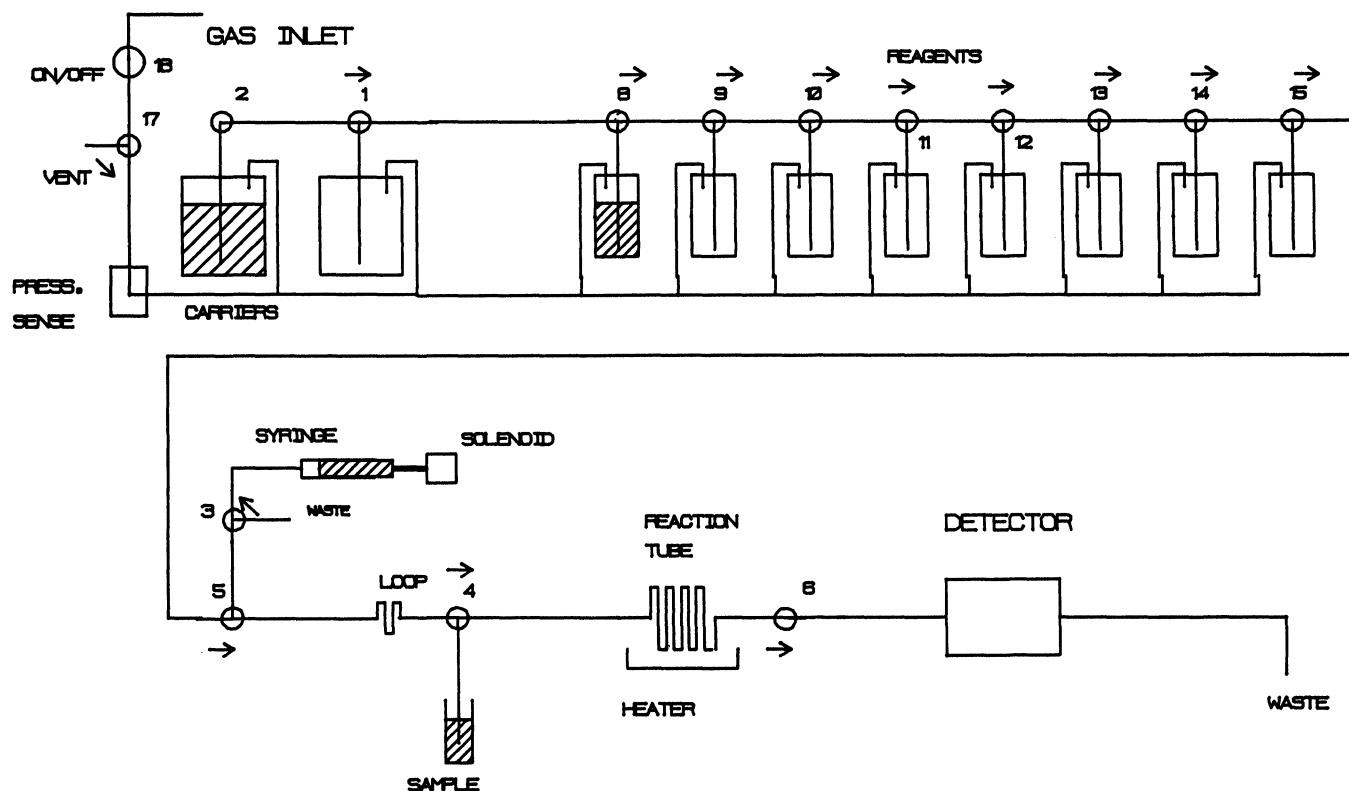 GAS INLET
ON/OFF
18
REAGENTS
2
1
8
9
10
11
12
13
14
15
17
VENT
PRESS.
SENSE
CARRIERS
SYRINGE
SOLENOID
3
WASTE
REACTION
TUBE
DETECTOR
5
LOOP
4
6
HEATER
WASTE
SAMPLE